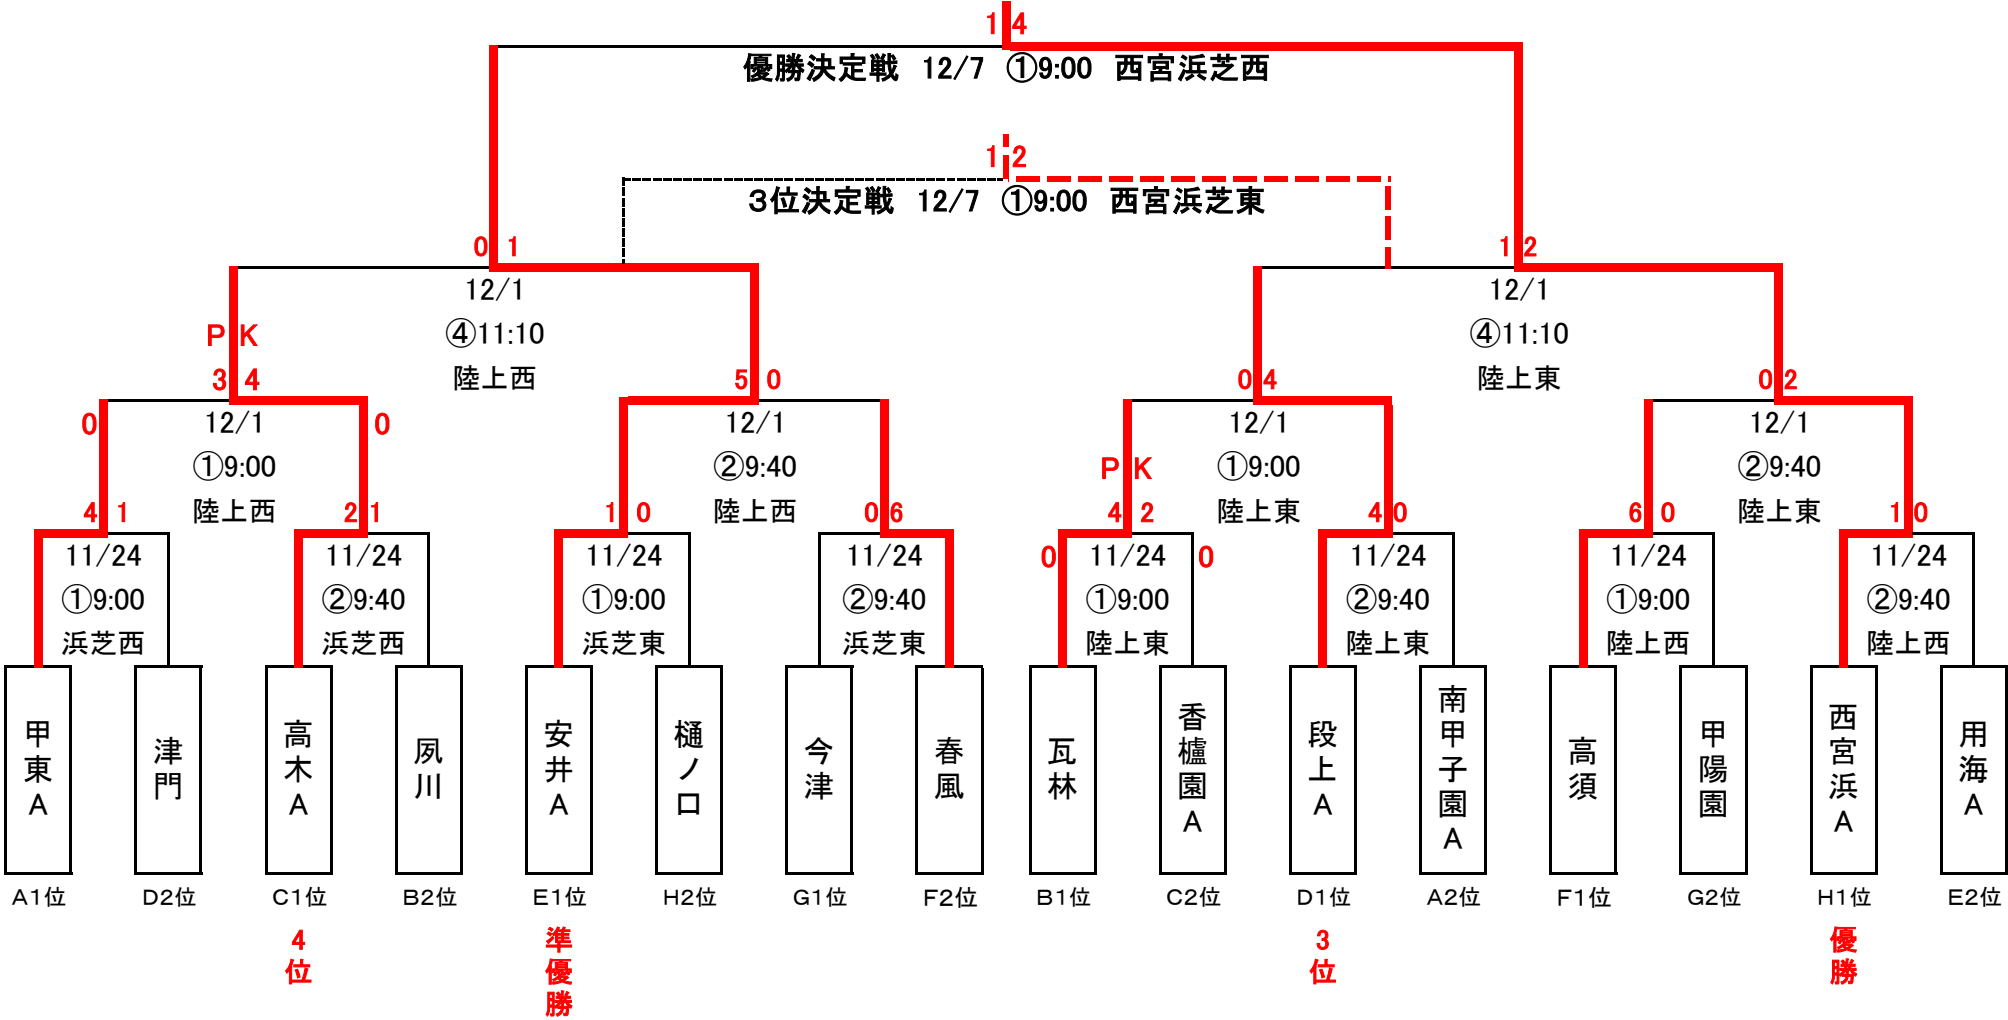 1 4
優勝決定戦 12/7 ①9:00 西宮浜芝西
1 2
3位決定戦 12/7 ①9:00 西宮浜芝東
0 1
1 2
12/1
④11:10
陸上西
12/1
④11:10
陸上東
PK
3 4
0 0
12/1
①9:00
陸上西
5 0
12/1
②9:40
陸上西
0 4
12/1
①9:00
陸上東
0 2
12/1
②9:40
陸上東
4 1
11/24
①9:00
浜芝西
2 1
11/24
②9:40
浜芝西
1 0
11/24
①9:00
浜芝東
0 6
11/24
②9:40
浜芝東
PK
4 2
0 0
11/24
①9:00
陸上東
4 0
11/24
②9:40
陸上東
6 0
11/24
①9:00
陸上西
1 0
11/24
②9:40
陸上西
甲東A
津門
高木A
夙川
安井A
樋ノ口
今津
春風
瓦林
香櫨園A
段上A
南甲子園A
高須
甲陽園
西宮浜A
用海A
A1位 D2位 C1位 B2位 E1位 H2位 G1位 F2位 B1位 C2位 D1位 A2位 F1位 G2位 H1位 E2位
4位
準優勝
3位
優勝